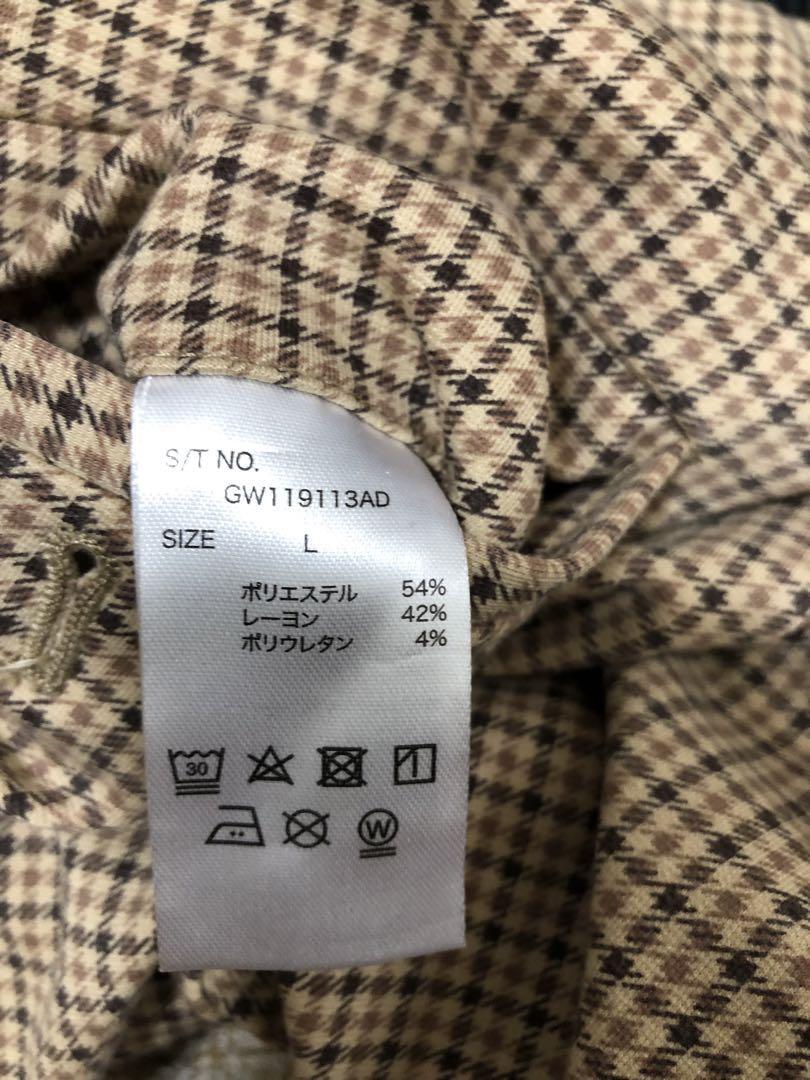 S/T NO.
GW119113AD
SIZE L
ポリエステル 54%
レーヨン 42%
ポリウレタン 4%
30
W